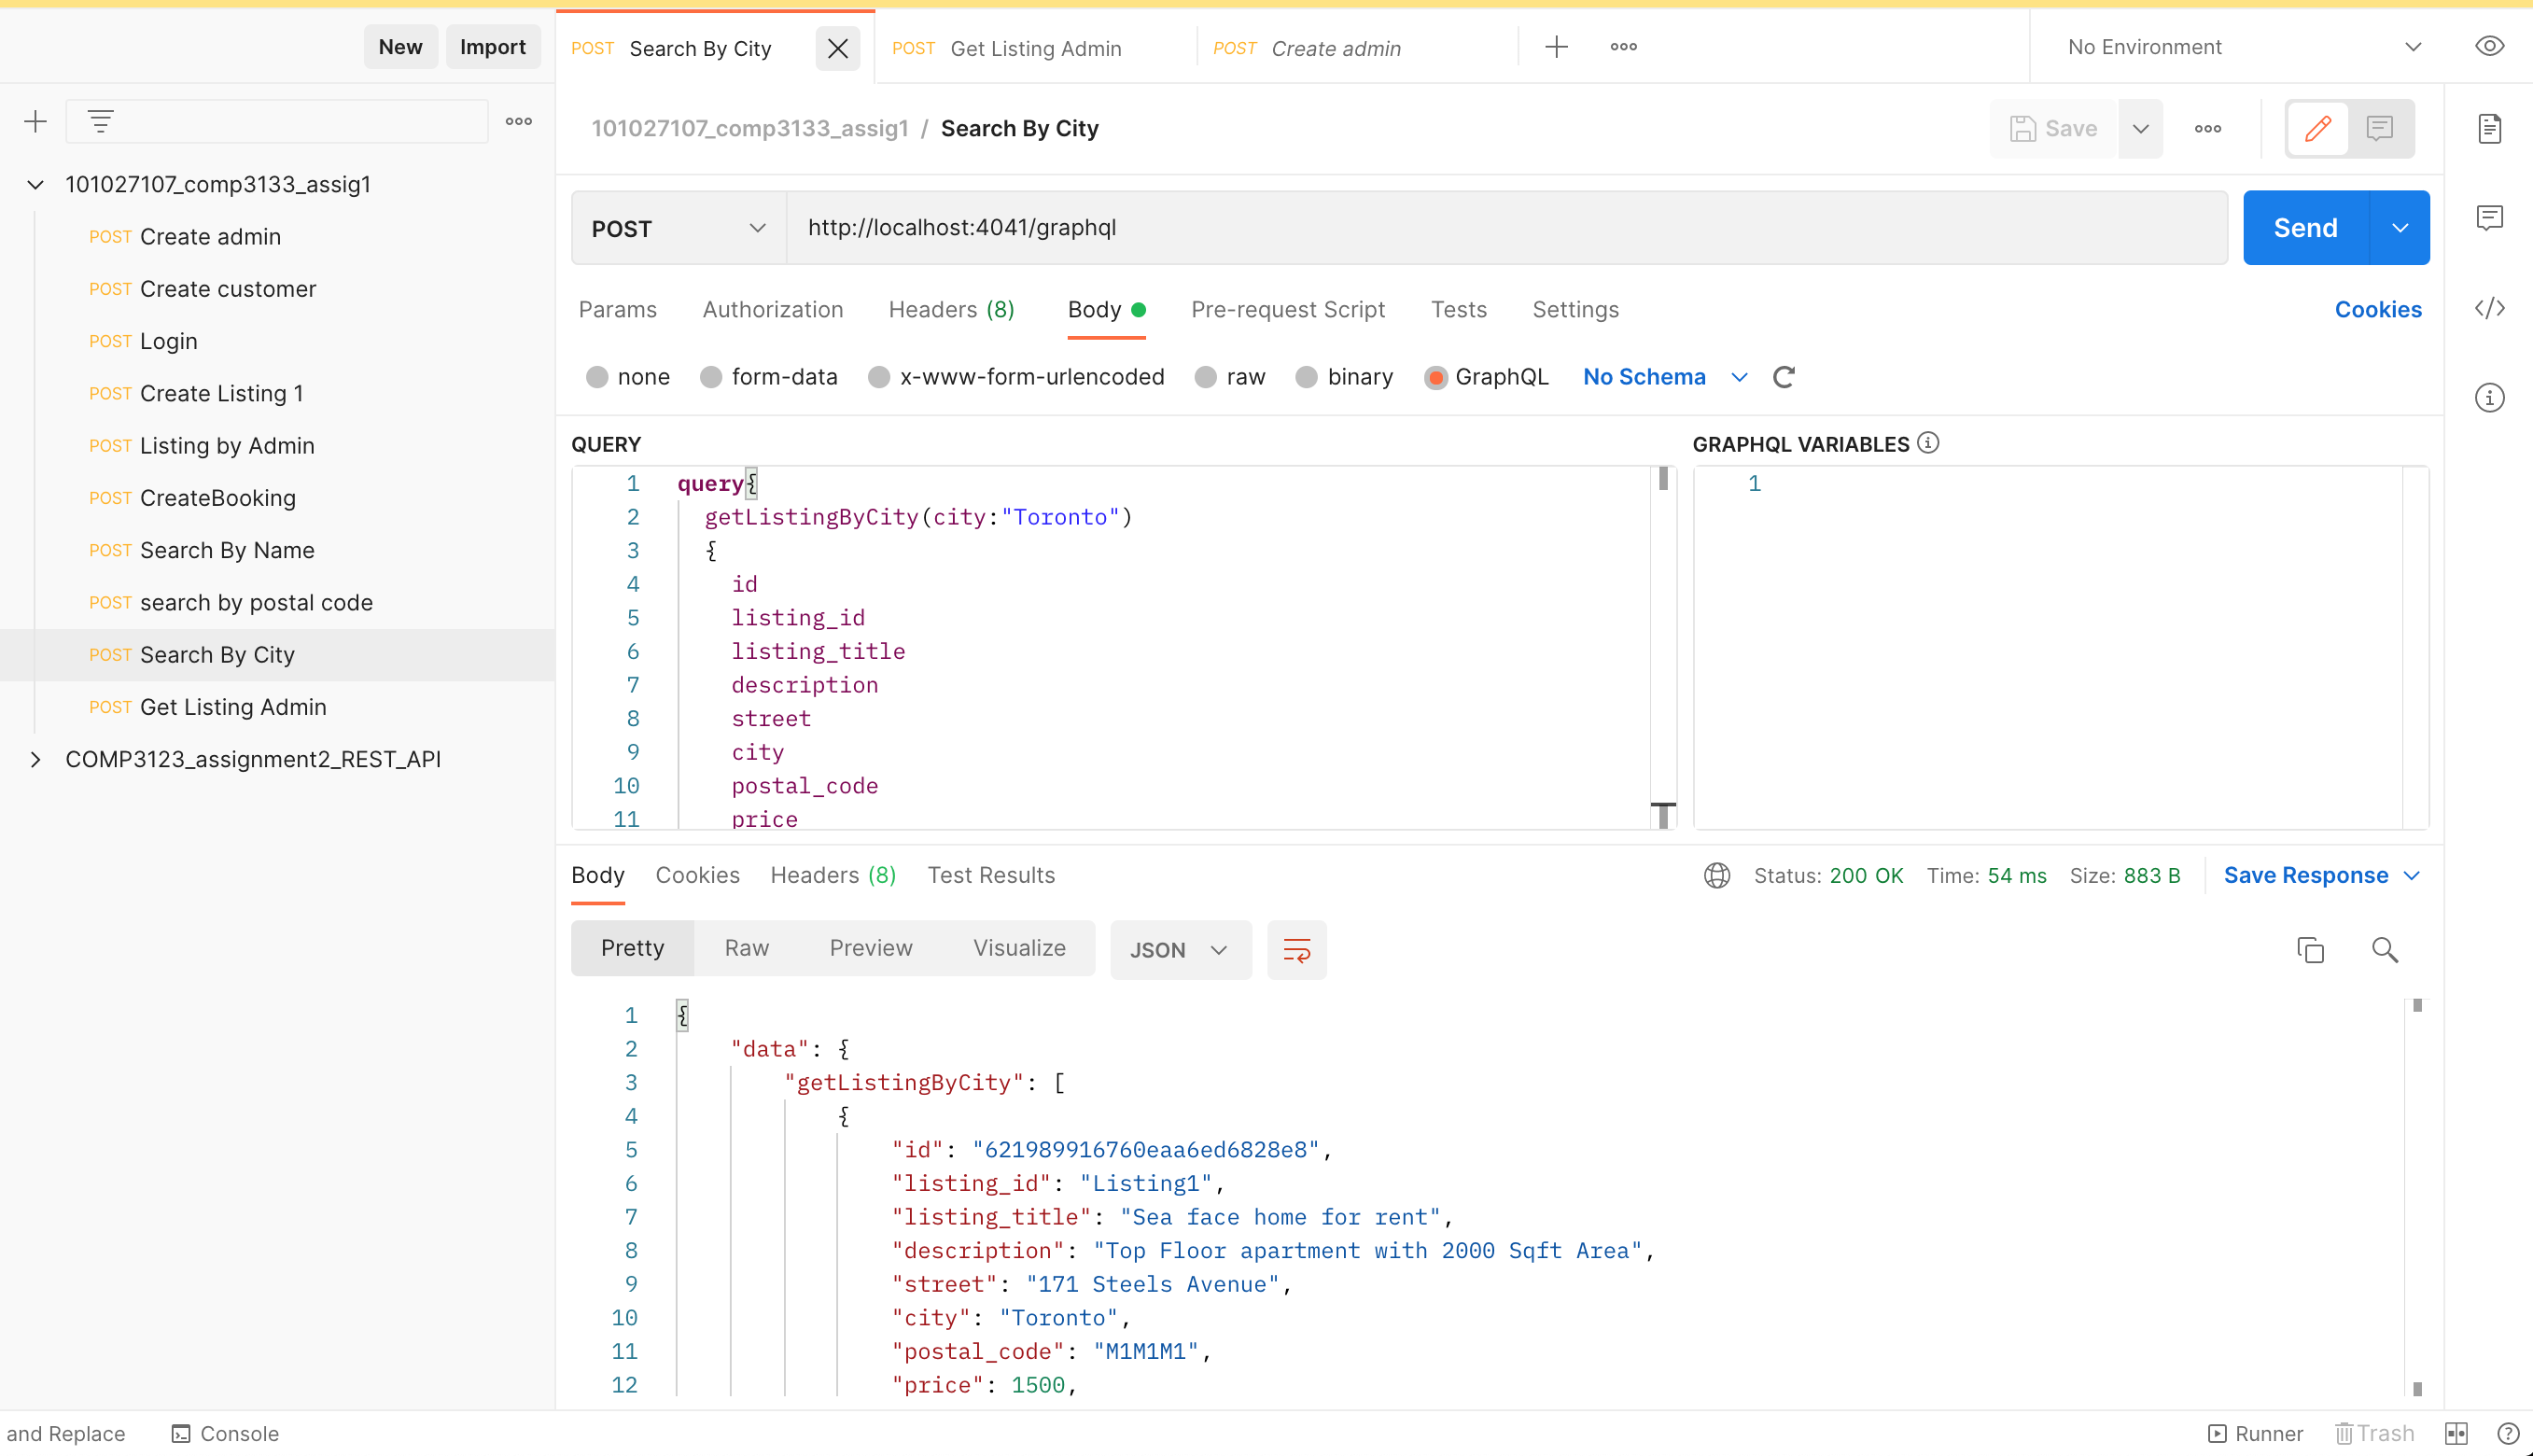 New Import
POST Search By City POST Get Listing Admin POST Create admin No Environment
101027107_comp3133_assig1 / Search By City Save
101027107_comp3133_assig1
POST Create admin
POST Create customer
POST Login
POST Create Listing 1
POST Listing by Admin
POST CreateBooking
POST Search By Name
POST search by postal code
POST Search By City
POST Get Listing Admin
COMP3123_assignment2_REST_API
POST http://localhost:4041/graphql Send
Params Authorization Headers (8) Body Pre-request Script Tests Settings Cookies
none form-data x-www-form-urlencoded raw binary GraphQL No Schema
QUERY GRAPHQL VARIABLES
1 query{ 1
2 getListingByCity(city:"Toronto")
3 {
4 id
5 listing_id
6 listing_title
7 description
8 street
9 city
10 postal_code
11 price
Body Cookies Headers (8) Test Results Status: 200 OK Time: 54 ms Size: 883 B Save Response
Pretty Raw Preview Visualize JSON
1 {
2 "data": {
3 "getListingByCity": [
4 {
5 "id": "621989916760eaa6ed6828e8",
6 "listing_id": "Listing1",
7 "listing_title": "Sea face home for rent",
8 "description": "Top Floor apartment with 2000 Sqft Area",
9 "street": "171 Steels Avenue",
10 "city": "Toronto",
11 "postal_code": "M1M1M1",
12 "price": 1500,
and Replace Console Runner Trash